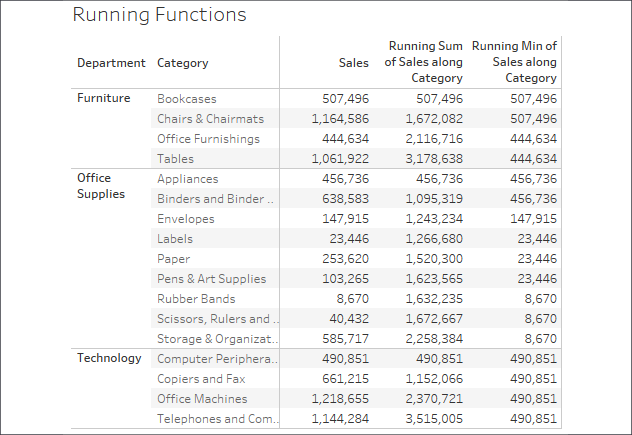 Running Functions
Running Sum Running Min of
Department Category Sales of Sales along Sales along
Category Category
Furniture Bookcases 507,496 507,496 507,496
Chairs & Chairmats 1,164,586 1,672,082 507,496
Office Furnishings 444,634 2,116,716 444,634
Tables 1,061,922 3,178,638 444,634
Office Appliances 456,736 456,736 456,736
Supplies Binders and Binder .. 638,583 1,095,319 456,736
Envelopes 147,915 1,243,234 147,915
Labels 23,446 1,266,680 23,446
Paper 253,620 1,520,300 23,446
Pens & Art Supplies 103,265 1,623,565 23,446
Rubber Bands 8,670 1,632,235 8,670
Scissors, Rulers and .. 40,432 1,672,667 8,670
Storage & Organizat.. 585,717 2,258,384 8,670
Technology Computer Periphera.. 490,851 490,851 490,851
Copiers and Fax 661,215 1,152,066 490,851
Office Machines 1,218,655 2,370,721 490,851
Telephones and Com.. 1,144,284 3,515,005 490,851